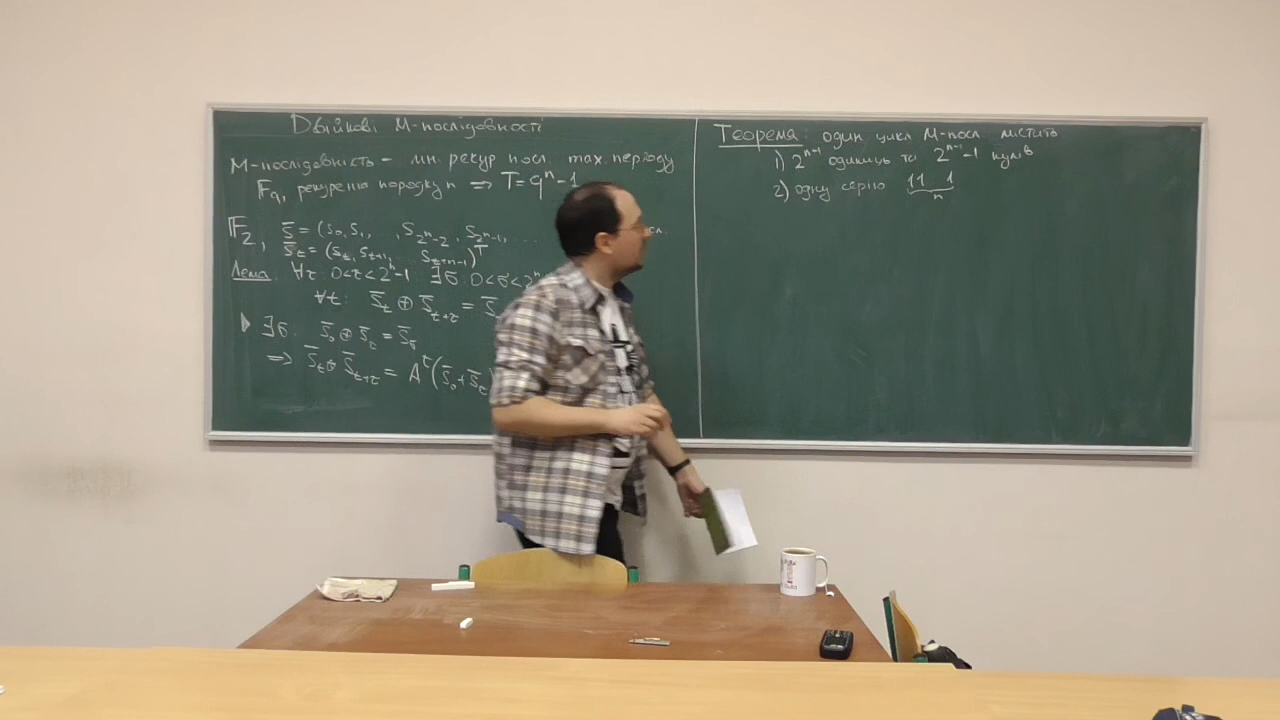 Двійкові М-послідовності
М-послідовність – лін. рекур. посл. max. періоду
F_q, рекурента порядку n ⇒ T = q^n - 1
F_2, s̄ = (s_0, s_1, ..., s_{2^n-2}, s_{2^n-1}, ...
s̄_t = (s_t, s_{t+1}, ... s_{t+n-1})^T
Лема ∀τ: 0<τ<2^n-1 ∃σ: 0<σ<2^n
∀t: s̄_t ⊕ s̄_{t+τ} = s̄
▷ ∃σ: s̄_0 ⊕ s̄_τ = s̄_σ
⇒ s̄_t ⊕ s̄_{t+τ} = A^t(s̄_0 + s̄_τ)
Теорема: один цикл М-посл. містить
1) 2^{n-1} одиниць та 2^{n-1}-1 нулів
2) одну серію 11 1
n